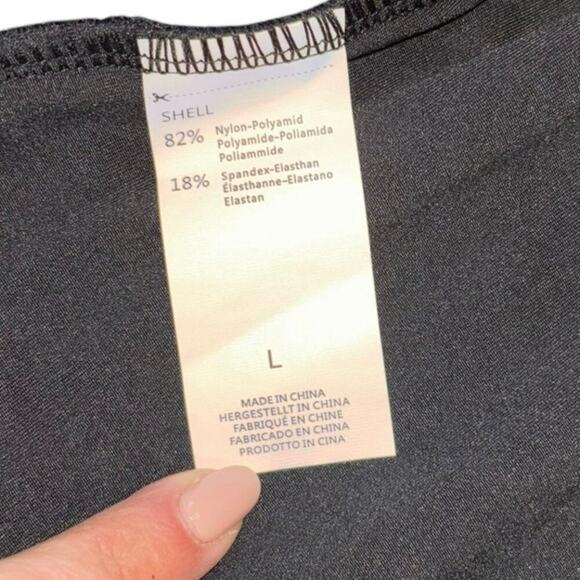 SHELL
82% Nylon-Polyamid
Polyamide-Poliamida
Poliammide
18% Spandex-Elasthan
Élasthanne-Elastano
Elastan
L
MADE IN CHINA
HERGESTELLT IN CHINA
FABRIQUÉ EN CHINE
FABRICADO EN CHINA
PRODOTTO IN CINA